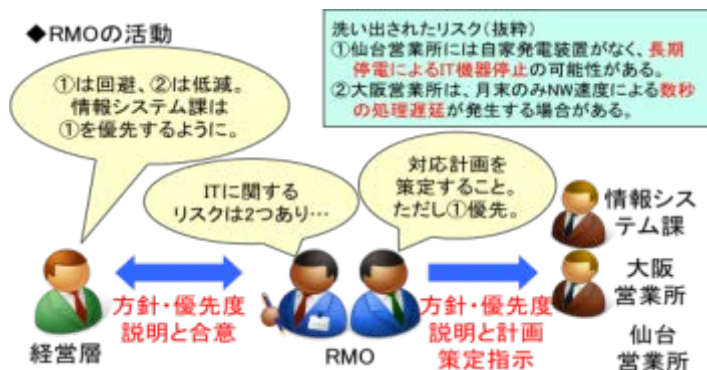 ◆RMOの活動
洗い出されたリスク(抜粋)
①仙台営業所には自家発電装置がなく、長期
停電によるIT機器停止の可能性がある。
②大阪営業所は、月末のみNW速度による数秒
の処理遅延が発生する場合がある。
①は回避、②は低減。
情報システム課は
①を優先するように。
ITに関する
リスクは2つあり…
対応計画を
策定すること。
ただし①優先。
情報シス
テム課
大阪
営業所
仙台
営業所
経営層
方針・優先度
説明と合意
RMO
方針・優先度
説明と計画
策定指示